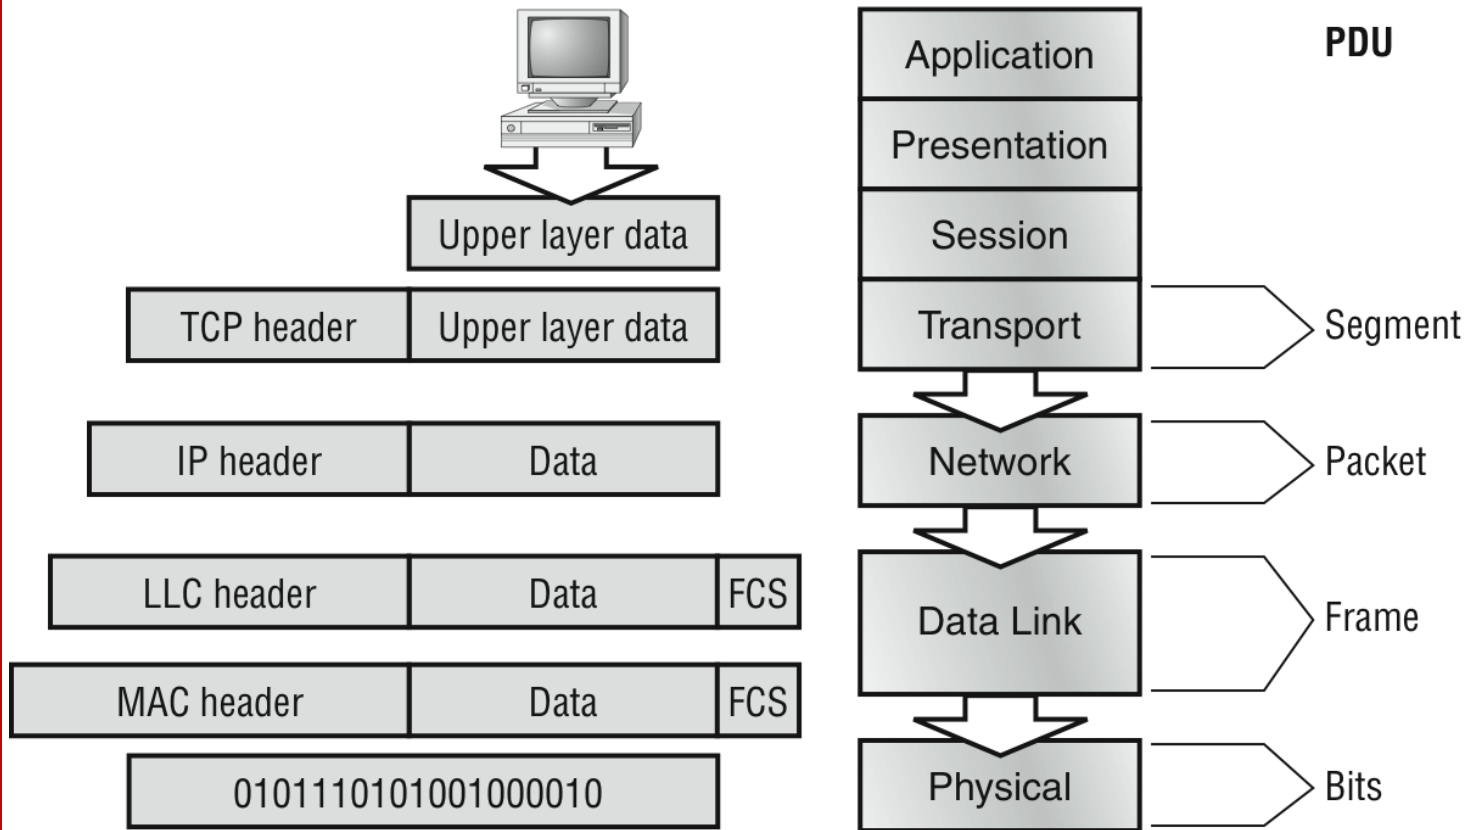 Application
PDU
Presentation
Upper layer data
Session
TCP header
Upper layer data
Transport
Segment
IP header
Data
Network
Packet
LLC header
Data
FCS
Data Link
Frame
MAC header
Data
FCS
0101110101001000010
Physical
Bits